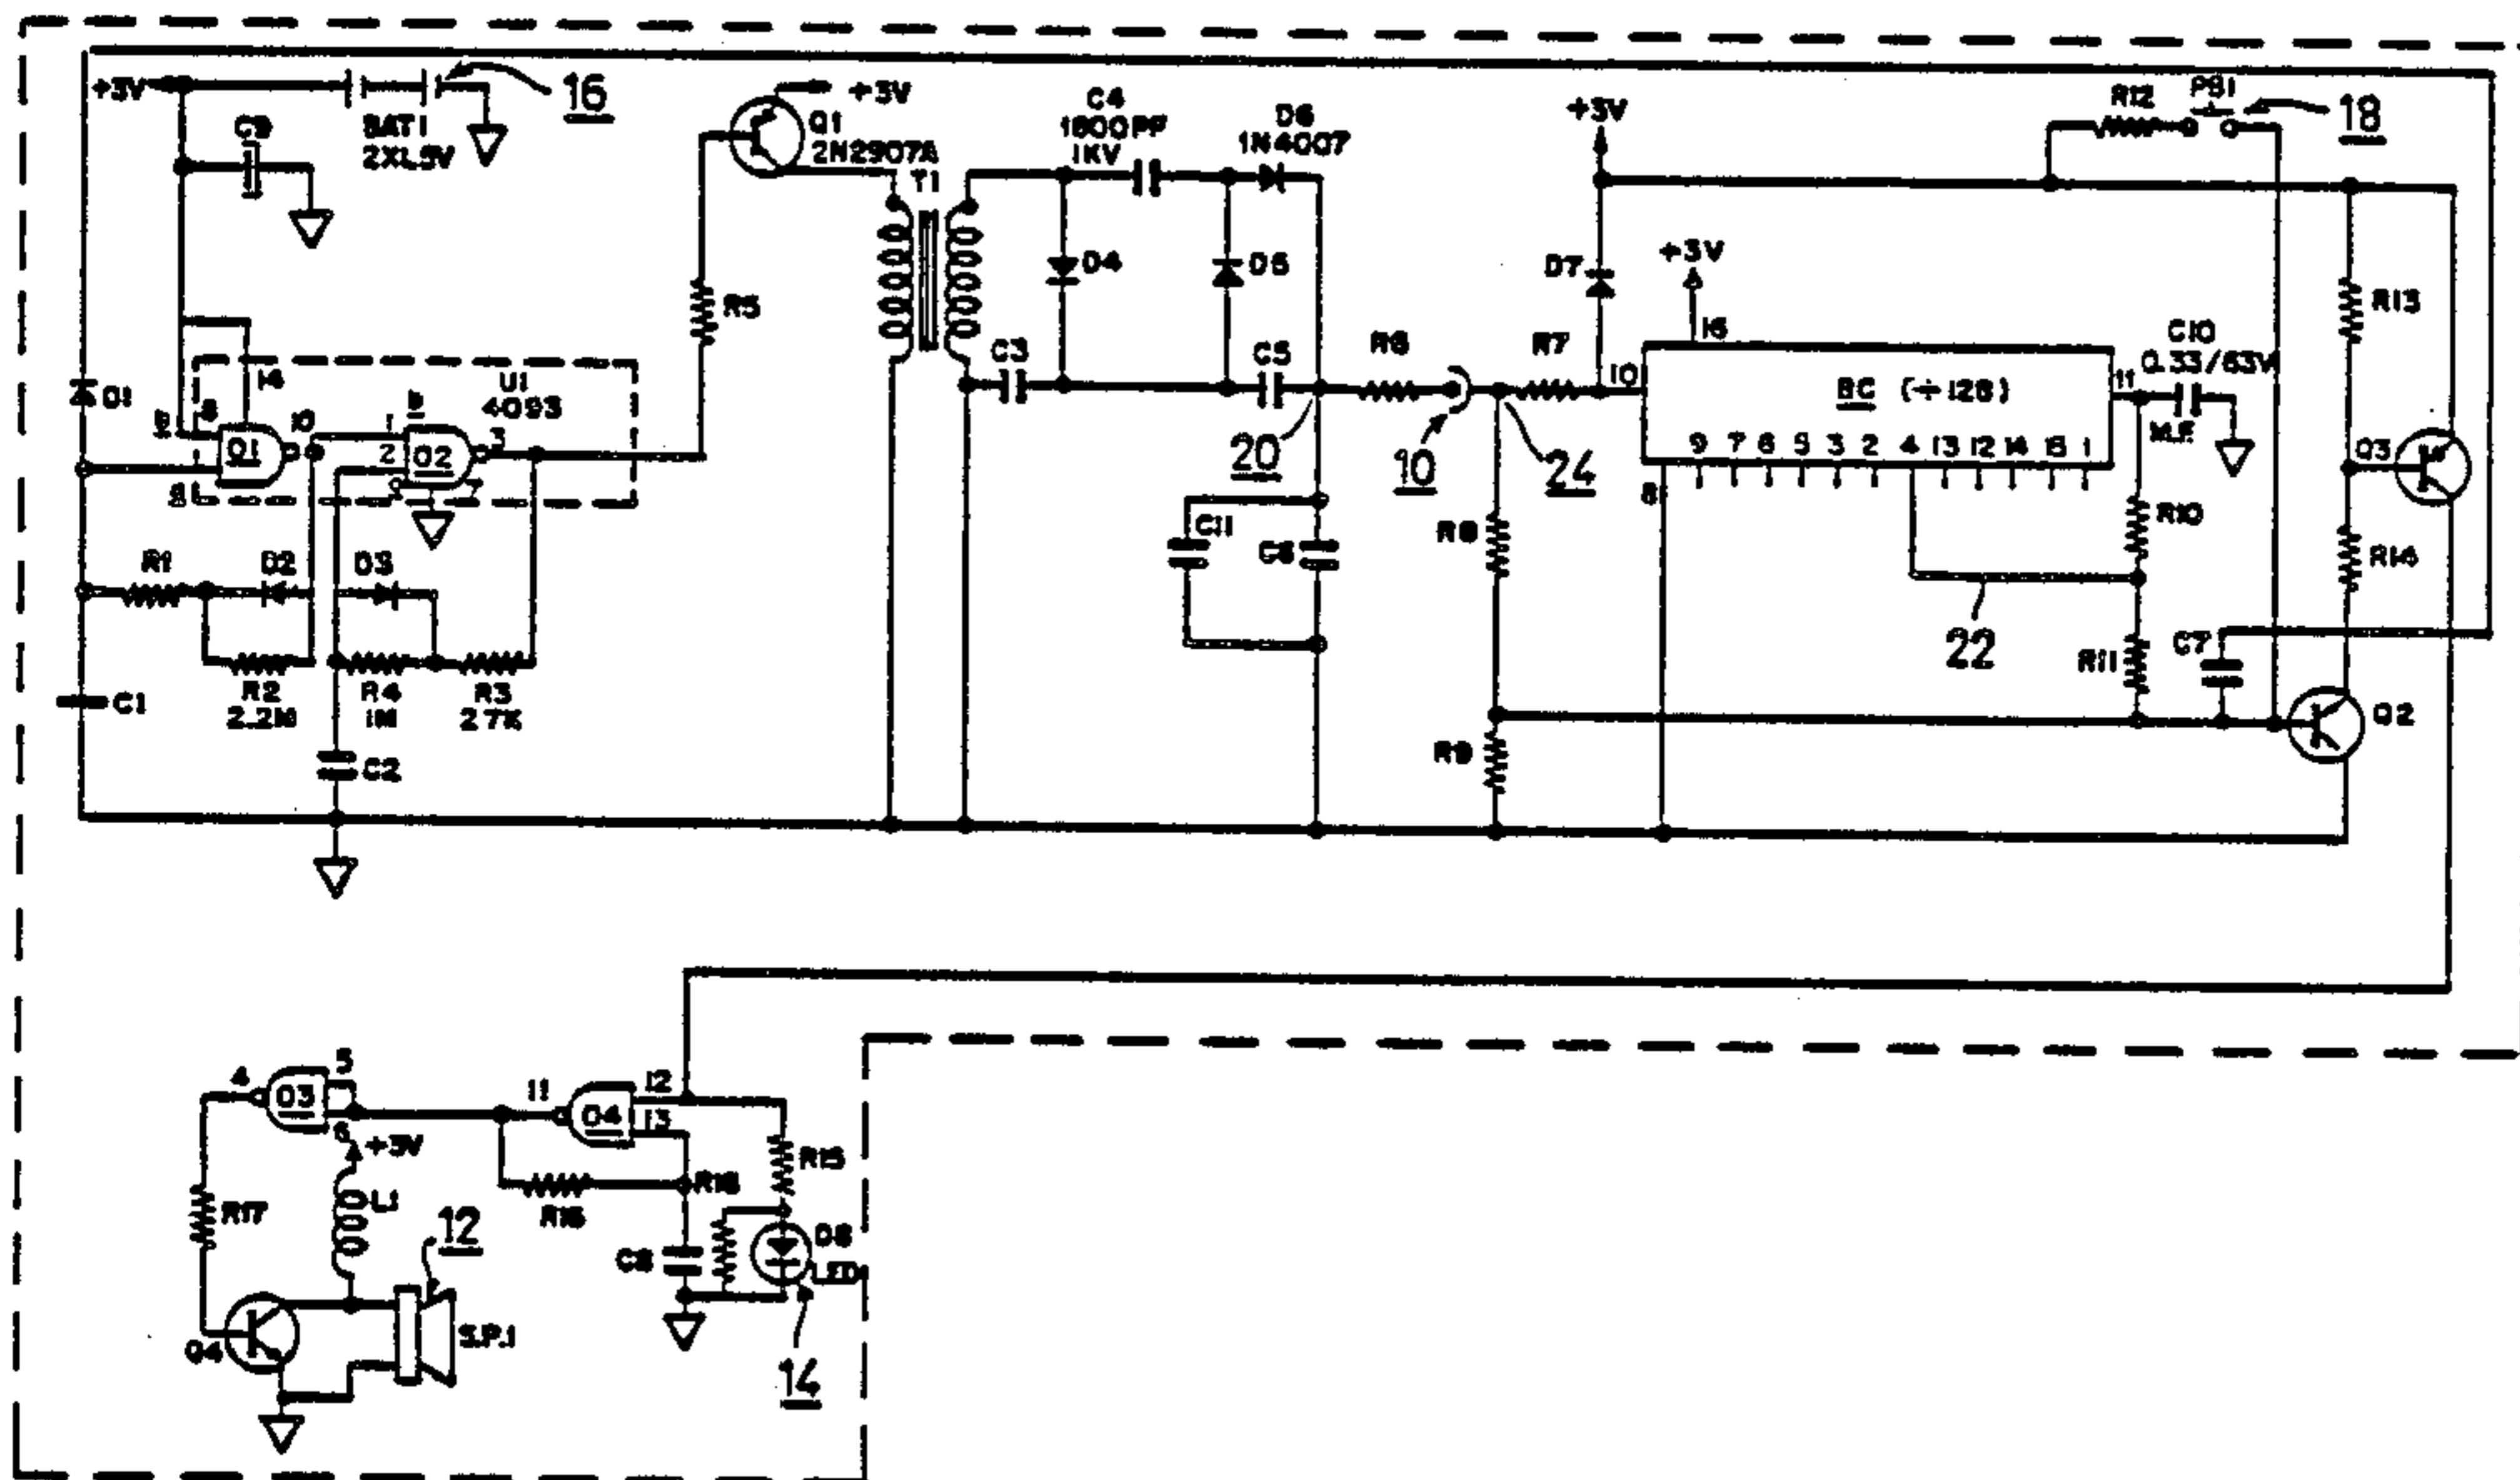 +3V
16
C9
BAT1
2X1.5V
Q1
2N2907A
+3V
T1
C4
1800PF
1KV
D6
1N4007
+3V
R12
PB1
18
R5
D4
D5
D7
+3V
16
R13
C3
C5
R6
R7
10
BC (÷128)
11
C10
0.33/63V
M.F.
D1
14
U1
4093
b
8
10
1
2
3
7
20
10
24
9 7 6 5 3 2 4 13 12 14 15 1
8
Q3
C11
C6
R8
R10
R14
R1
D2
D3
22
R11
C7
C1
R2
2.2M
R4
1M
R3
27K
C2
R9
Q2
4
5
6
11
12
13
+3V
R15
R17
L1
12
R16
R18
C8
D8
LED
Q4
SP.1
14